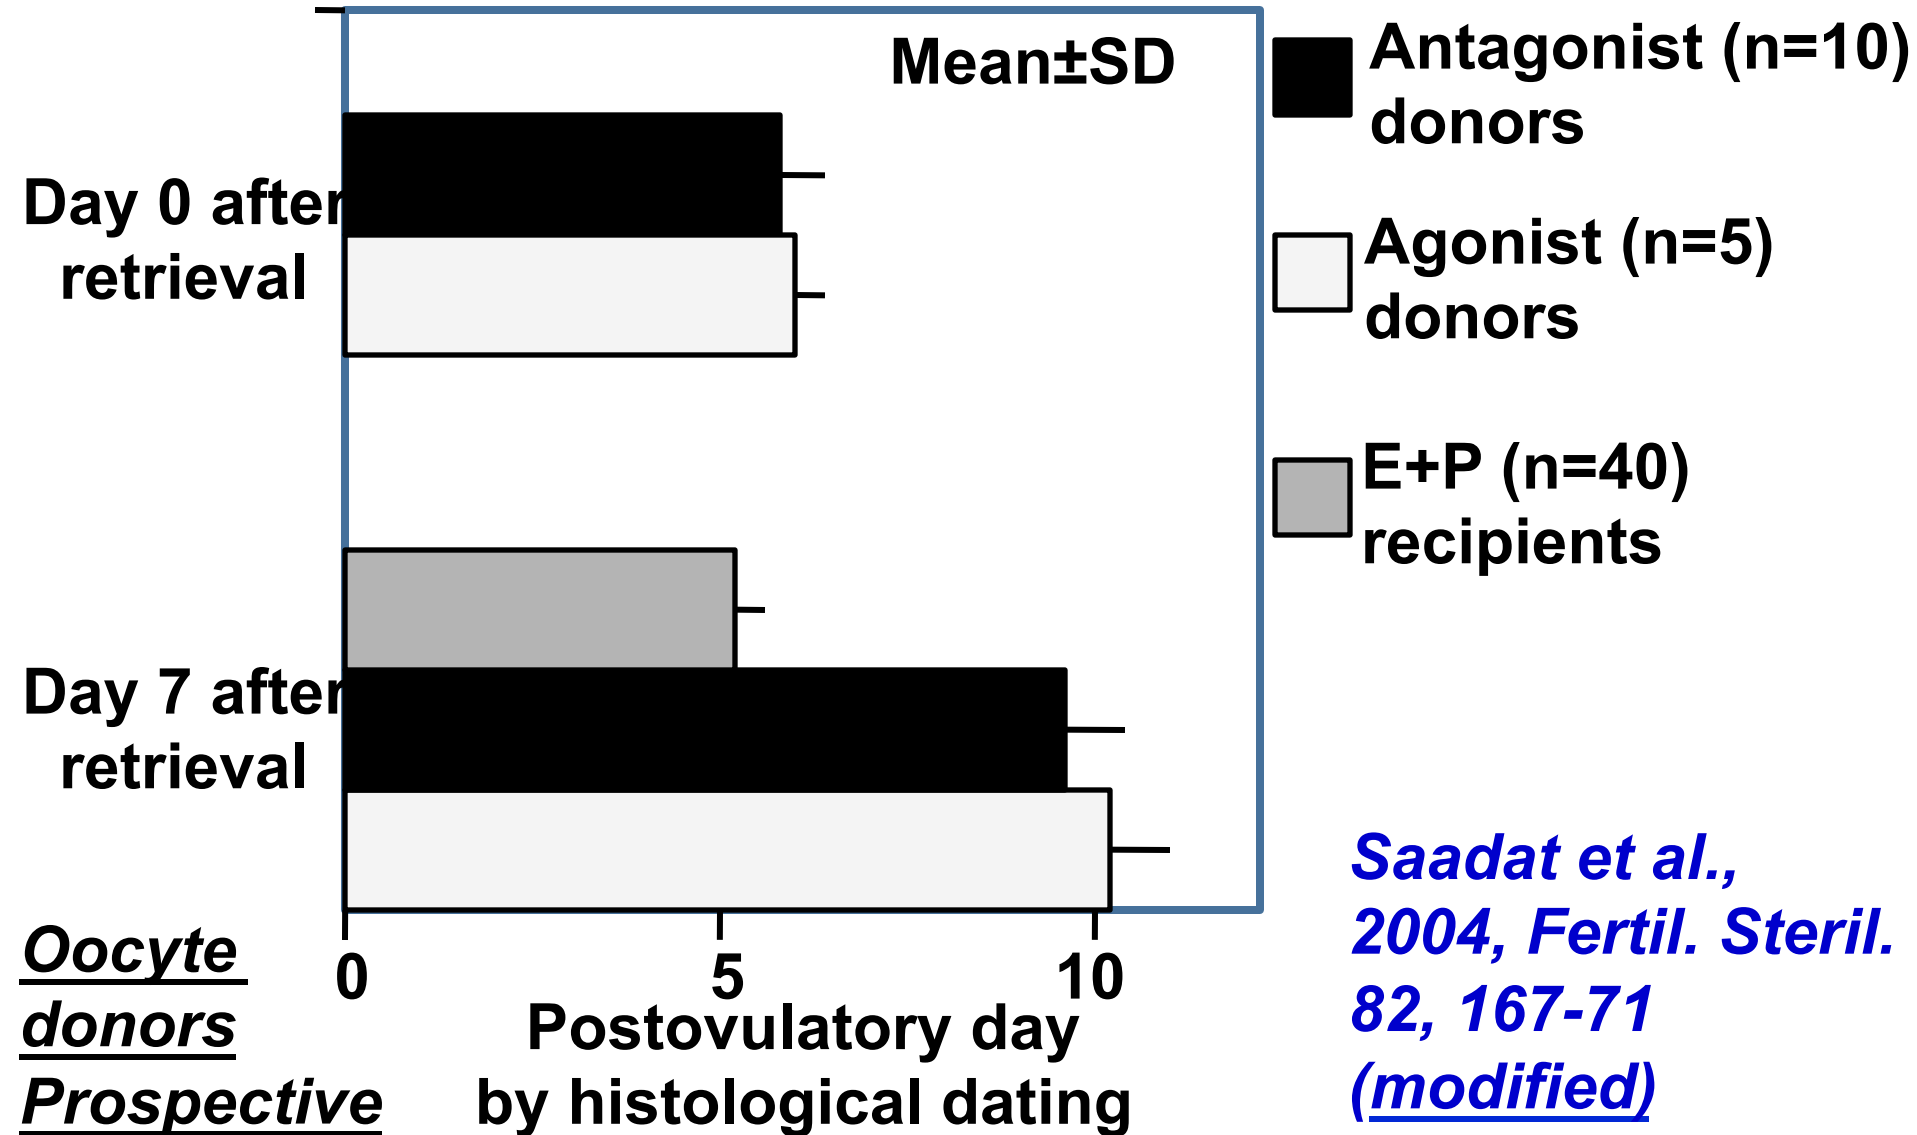 Mean±SD
Antagonist (n=10)
donors
Agonist (n=5)
donors
E+P (n=40)
recipients
Day 0 after
retrieval
Day 7 after
retrieval
0 5 10
Postovulatory day
by histological dating
Oocyte
donors
Prospective
Saadat et al.,
2004, Fertil. Steril.
82, 167-71
(modified)